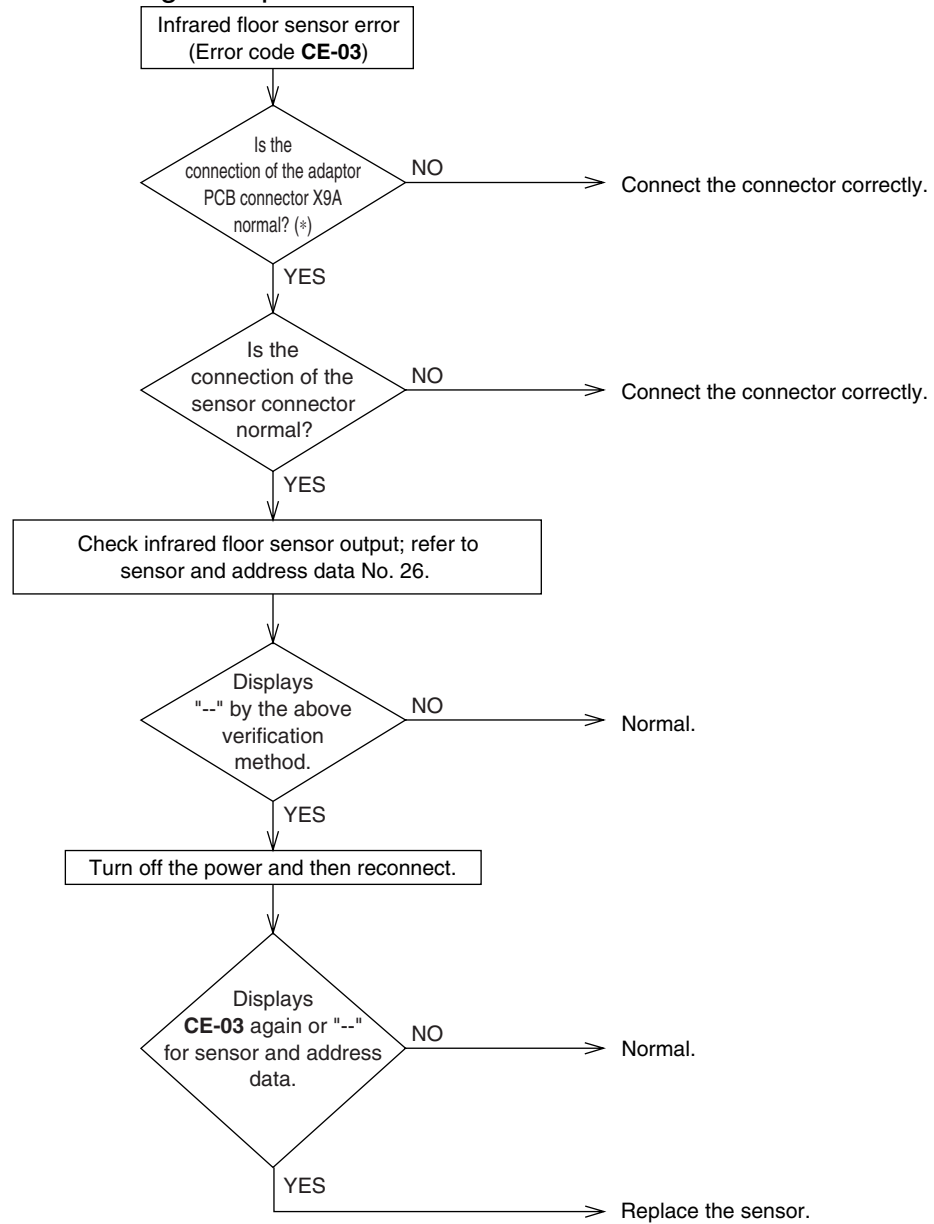 Infrared floor sensor error
(Error code CE-03)
Is the
connection of the adaptor
PCB connector X9A
normal? (*)
NO
Connect the connector correctly.
YES
Is the
connection of the
sensor connector
normal?
NO
Connect the connector correctly.
YES
Check infrared floor sensor output; refer to
sensor and address data No. 26.
Displays
"--" by the above
verification
method.
NO
Normal.
YES
Turn off the power and then reconnect.
Displays
CE-03 again or "--"
for sensor and address
data.
NO
Normal.
YES
Replace the sensor.